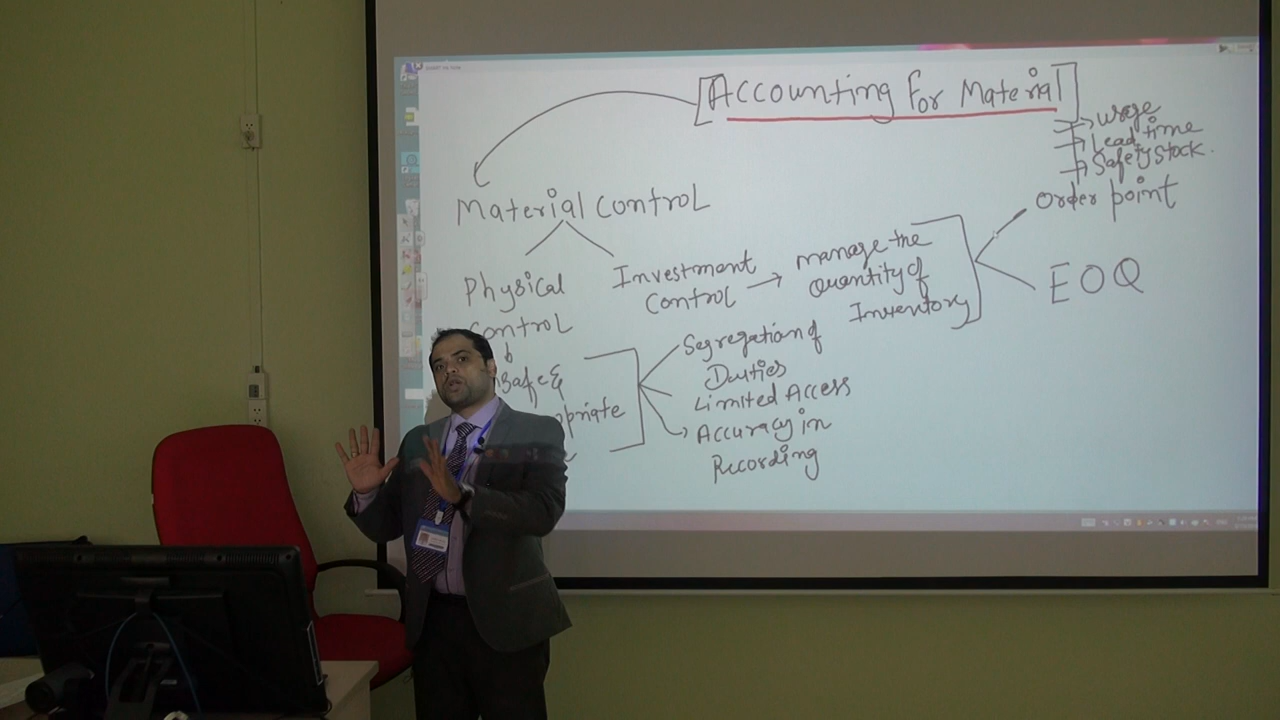 Accounting For Material
usage
Lead time
Safety Stock.
Order point
Material Control
Physical
Control
Safe &
Investment
Control
manage the
Quantity of
Inventory
EOQ
Segregation of
Duties
Limited Access
Accuracy in
Recording